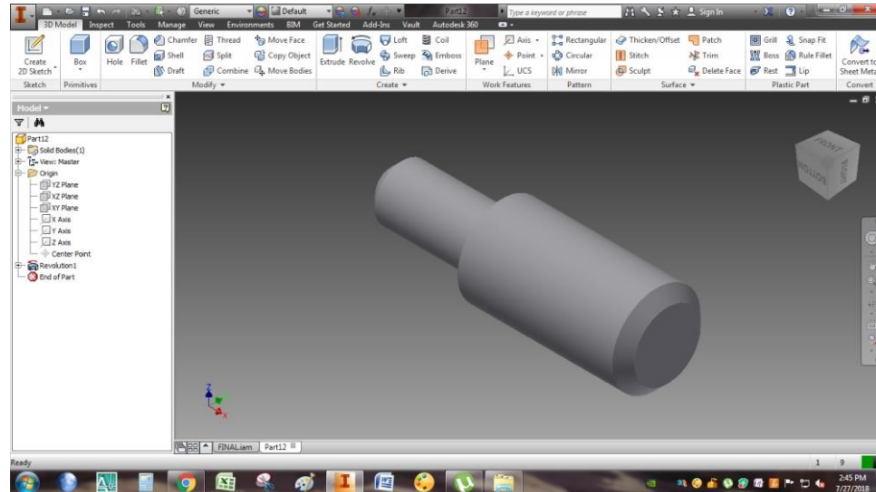 Generic Default Part12 Type a keyword or phrase Sign In
3D Model Inspect Tools Manage View Environments BIM Get Started Add-Ins Vault Autodesk 360
Create 2D Sketch
Box
Hole Fillet
Chamfer Thread Move Face
Shell Split Copy Object
Draft Combine Move Bodies
Extrude Revolve
Loft Coil
Sweep Emboss
Rib Derive
Plane
Axis
Point
UCS
Rectangular
Circular
Mirror
Thicken/Offset Patch
Stitch Trim
Sculpt Delete Face
Grill Snap Fit
Boss Rule Fillet
Rest Lip
Convert to
Sheet Meta
Sketch Primitives Modify Create Work Features Pattern Surface Plastic Part Convert
Model
Part12
Solid Bodies(1)
View: Master
Origin
YZ Plane
XZ Plane
XY Plane
X Axis
Y Axis
Z Axis
Center Point
Revolution1
End of Part
FRONT
BOTTOM
Z
X
FINAL.iam Part12
Ready 1 9
2:45 PM
7/27/2018